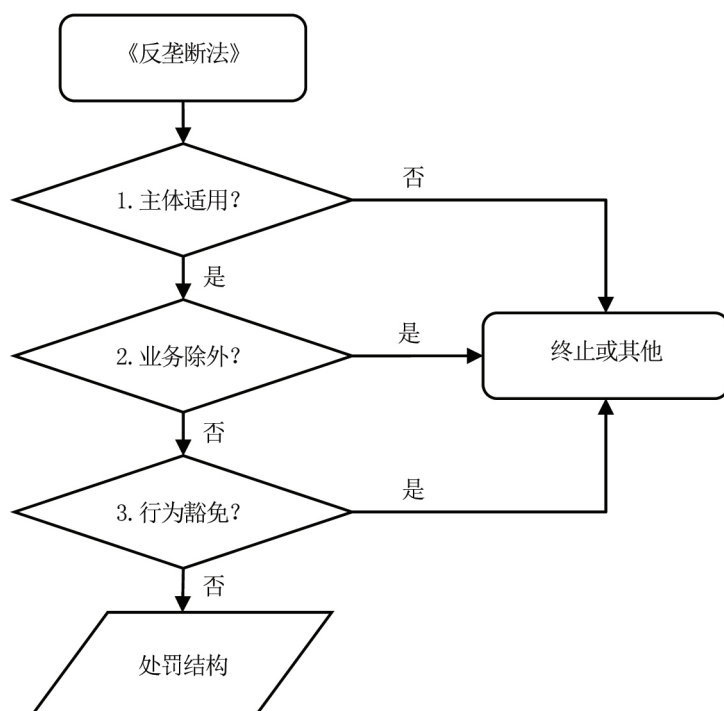 《反垄断法》
1.主体适用?
否
是
2.业务除外?
是
终止或其他
否
3.行为豁免?
是
否
处罚结构